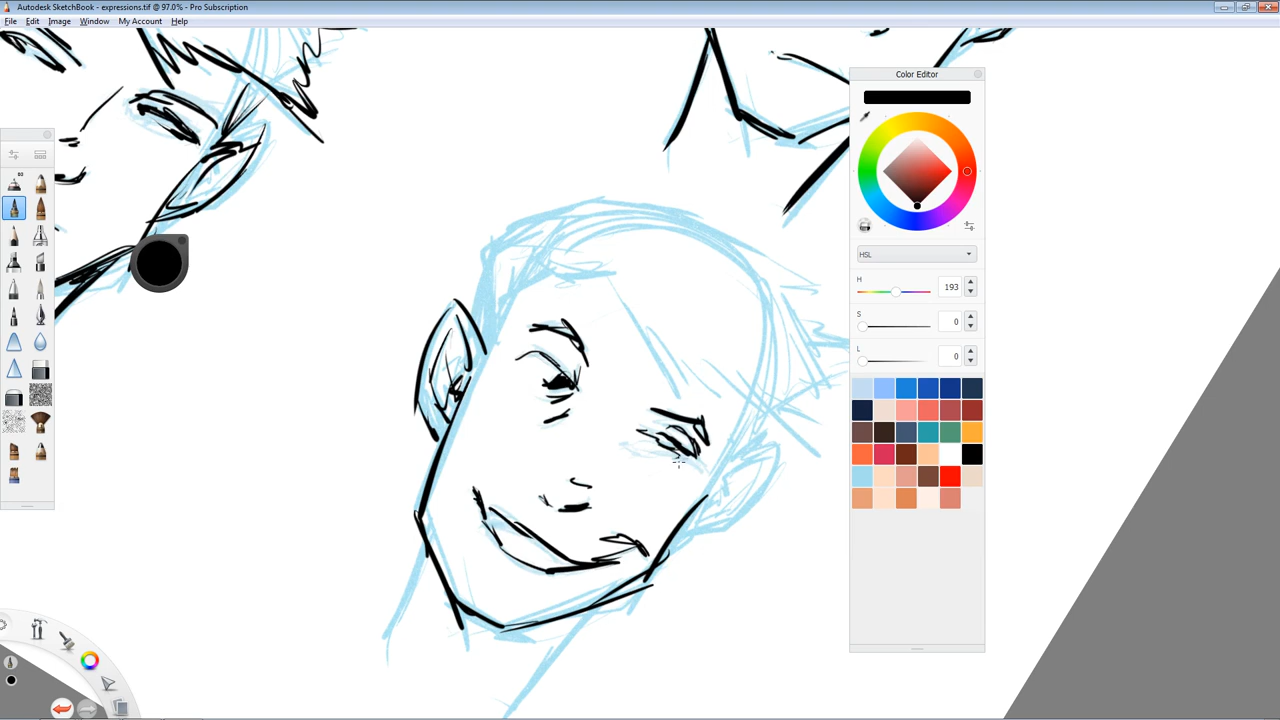 Autodesk SketchBook - expressions.tif @ 97.0% - Pro Subscription
File Edit Image Window My Account Help
Color Editor
HSL
H 193
S 0
L 0